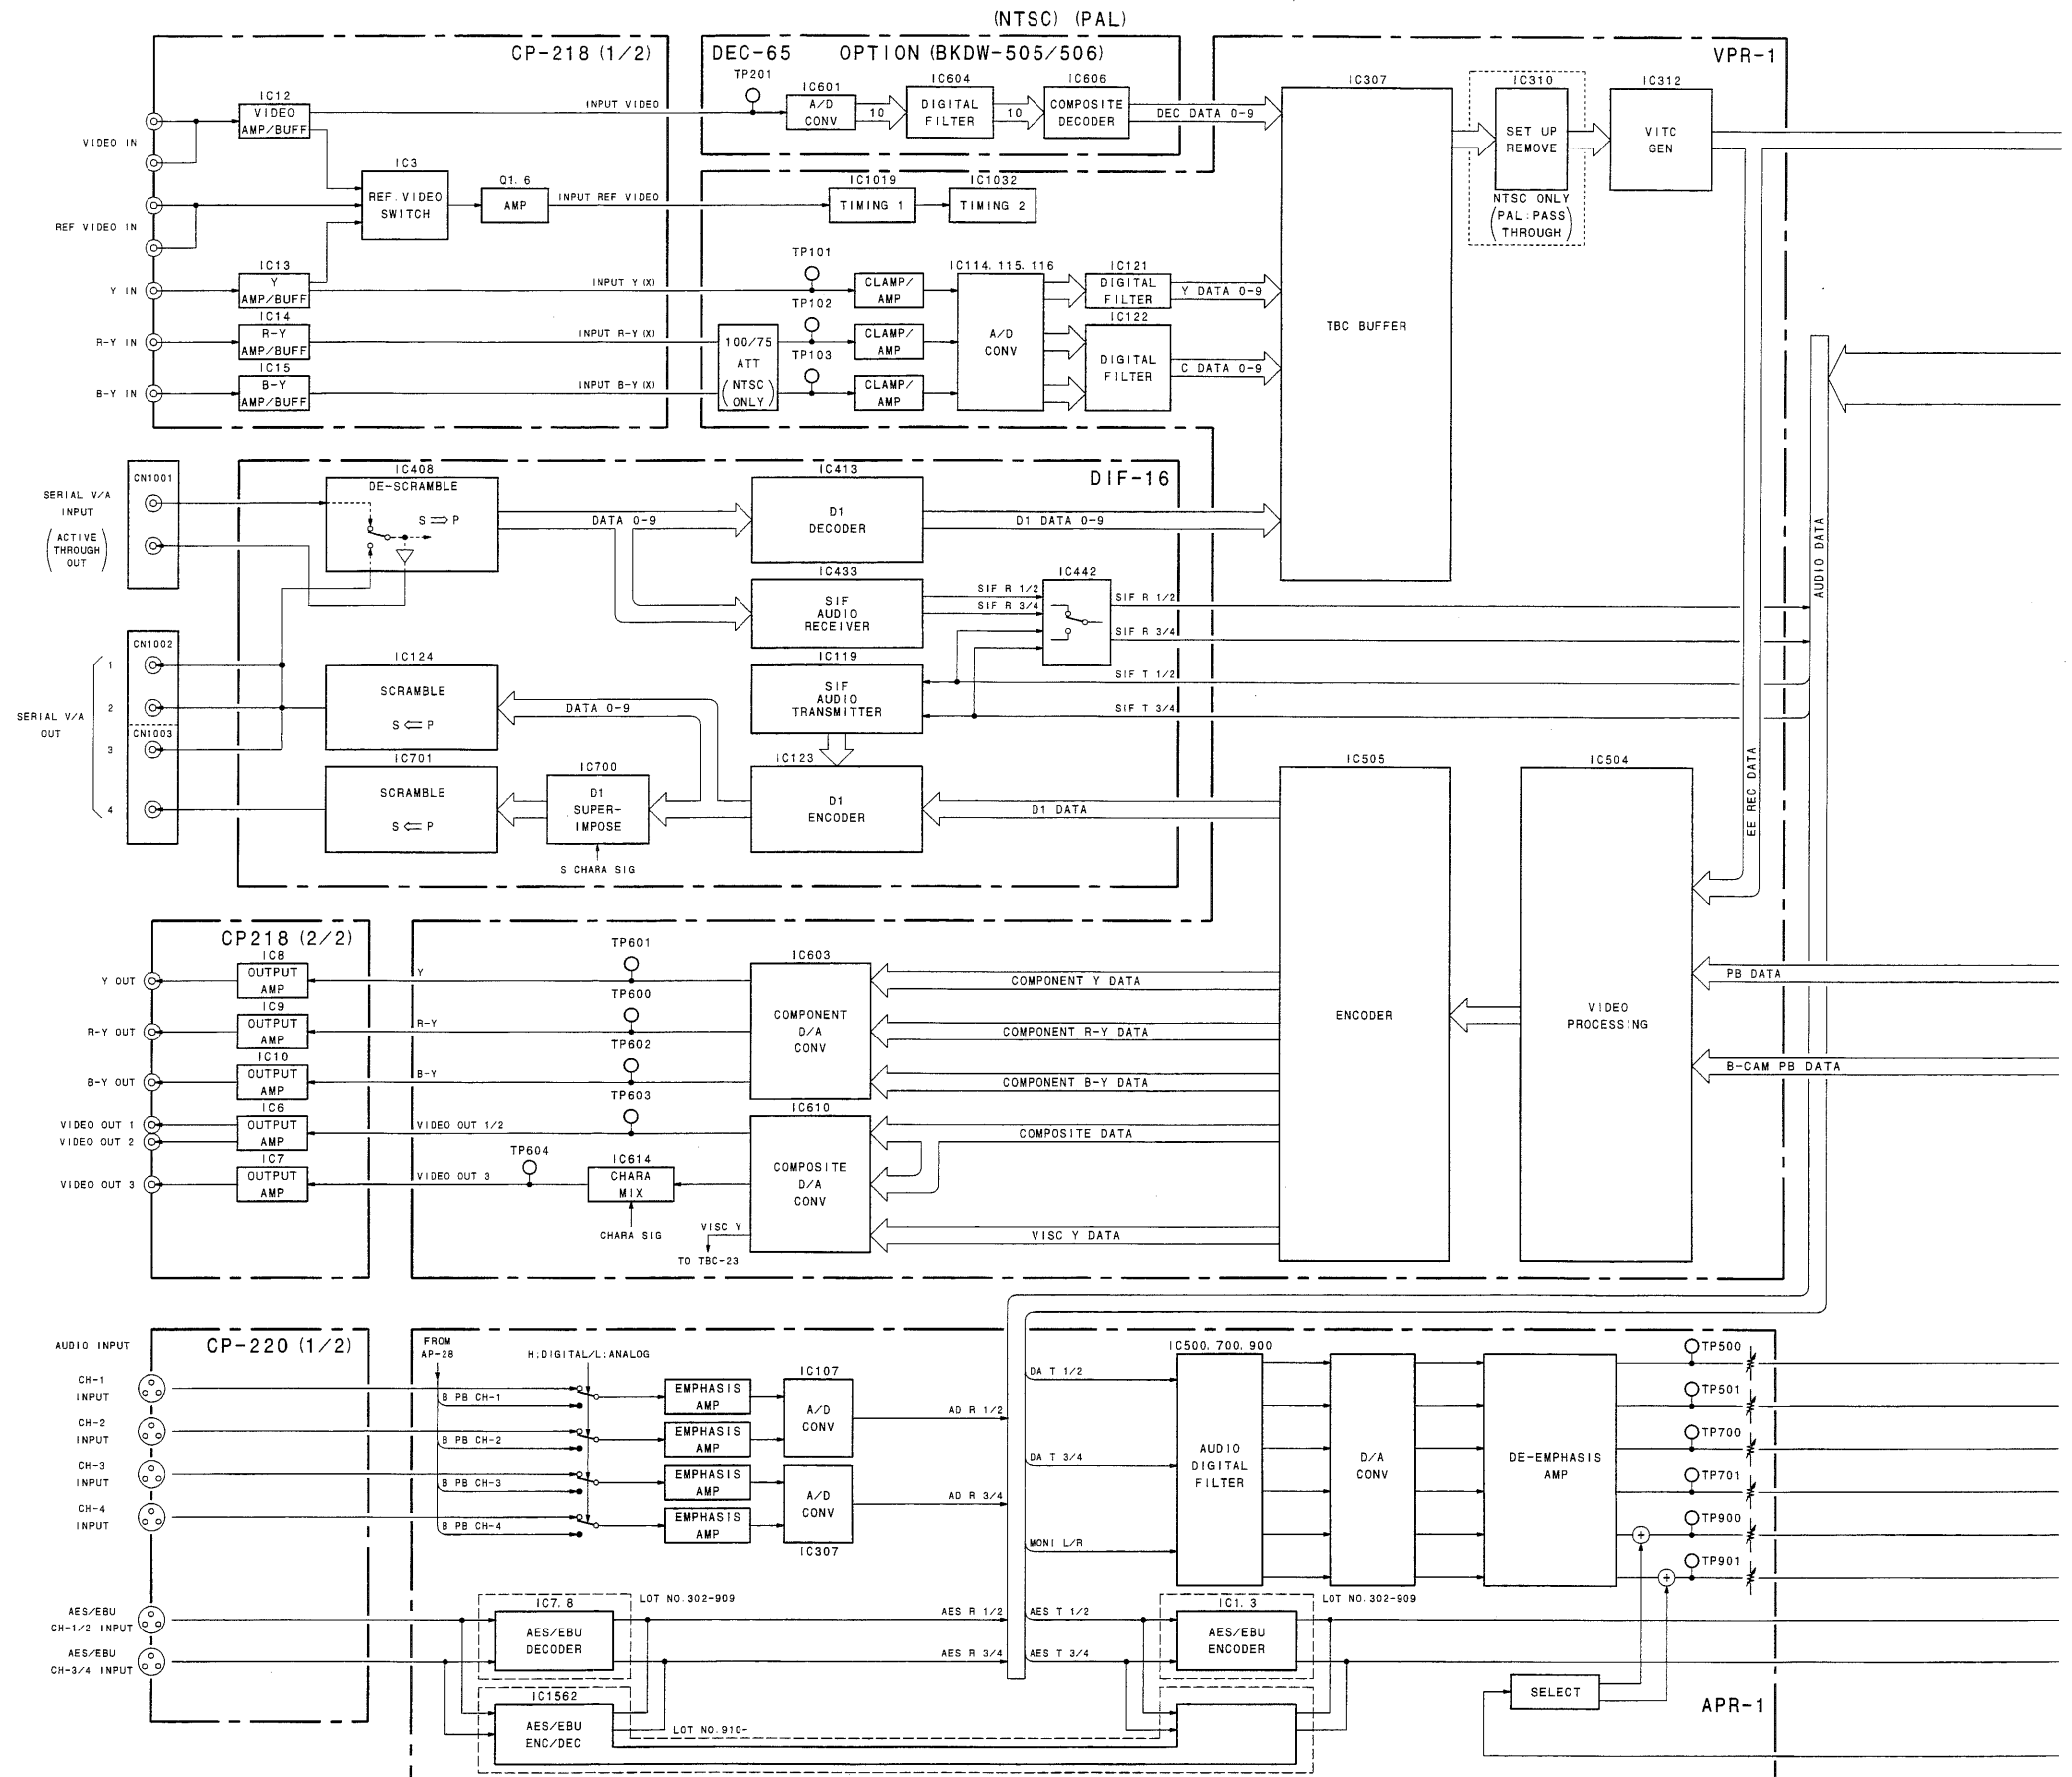 (NTSC) (PAL)
CP-218 (1/2)
IC12
VIDEO
AMP/BUFF
VIDEO IN
INPUT VIDEO
IC3
REF. VIDEO
SWITCH
Q1. 6
AMP
INPUT REF VIDEO
REF VIDEO IN
IC13
Y
AMP/BUFF
Y IN
INPUT Y (X)
IC14
R-Y
AMP/BUFF
R-Y IN
INPUT R-Y (X)
IC15
B-Y
AMP/BUFF
B-Y IN
INPUT B-Y (X)
DEC-65 OPTION (BKDW-505/506)
TP201
IC601
A/D
CONV
10
IC604
DIGITAL
FILTER
10
IC606
COMPOSITE
DECODER
DEC DATA 0-9
VPR-1
IC1019
TIMING 1
IC1032
TIMING 2
TP101
CLAMP/
AMP
TP102
CLAMP/
AMP
TP103
CLAMP/
AMP
100/75
ATT
(NTSC
ONLY)
IC114. 115. 116
A/D
CONV
IC121
DIGITAL
FILTER
Y DATA 0-9
IC122
DIGITAL
FILTER
C DATA 0-9
IC307
TBC BUFFER
IC310
SET UP
REMOVE
NTSC ONLY
(PAL:PASS
THROUGH)
IC312
VITC
GEN
AUDIO DATA
EE REC DATA
CN1001
SERIAL V/A
INPUT
(ACTIVE
THROUGH
OUT)
DIF-16
IC408
DE-SCRAMBLE
S ⇒ P
DATA 0-9
IC413
D1
DECODER
D1 DATA 0-9
IC433
SIF
AUDIO
RECEIVER
SIF R 1/2
SIF R 3/4
IC442
SIF R 1/2
SIF R 3/4
CN1002
1
2
CN1003
3
4
SERIAL V/A
OUT
IC124
SCRAMBLE
S ⇐ P
DATA 0-9
IC119
SIF
AUDIO
TRANSMITTER
SIF T 1/2
SIF T 3/4
IC701
SCRAMBLE
S ⇐ P
IC700
D1
SUPER-
IMPOSE
S CHARA SIG
IC123
D1
ENCODER
D1 DATA
IC505
ENCODER
IC504
VIDEO
PROCESSING
PB DATA
B-CAM PB DATA
CP218 (2/2)
IC8
OUTPUT
AMP
Y OUT
Y
TP601
IC9
OUTPUT
AMP
R-Y OUT
R-Y
TP600
IC10
OUTPUT
AMP
B-Y OUT
B-Y
TP602
IC6
OUTPUT
AMP
VIDEO OUT 1
VIDEO OUT 2
VIDEO OUT 1/2
TP603
IC7
OUTPUT
AMP
VIDEO OUT 3
VIDEO OUT 3
TP604
IC614
CHARA
MIX
CHARA SIG
IC603
COMPONENT
D/A
CONV
COMPONENT Y DATA
COMPONENT R-Y DATA
COMPONENT B-Y DATA
IC610
COMPOSITE
D/A
CONV
COMPOSITE DATA
VISC Y DATA
VISC Y
TO TBC-23
CP-220 (1/2)
AUDIO INPUT
CH-1
INPUT
CH-2
INPUT
CH-3
INPUT
CH-4
INPUT
AES/EBU
CH-1/2 INPUT
AES/EBU
CH-3/4 INPUT
FROM
AP-28
H:DIGITAL/L:ANALOG
B PB CH-1
B PB CH-2
B PB CH-3
B PB CH-4
EMPHASIS
AMP
EMPHASIS
AMP
EMPHASIS
AMP
EMPHASIS
AMP
IC107
A/D
CONV
A/D
CONV
IC307
AD R 1/2
AD R 3/4
DA T 1/2
DA T 3/4
MONI L/R
IC500. 700. 900
AUDIO
DIGITAL
FILTER
D/A
CONV
DE-EMPHASIS
AMP
TP500
TP501
TP700
TP701
TP900
TP901
IC7. 8
AES/EBU
DECODER
LOT NO.302-909
AES R 1/2
AES R 3/4
AES T 1/2
AES T 3/4
IC1. 3
AES/EBU
ENCODER
LOT NO.302-909
IC1562
AES/EBU
ENC/DEC
LOT NO.910-
SELECT
APR-1